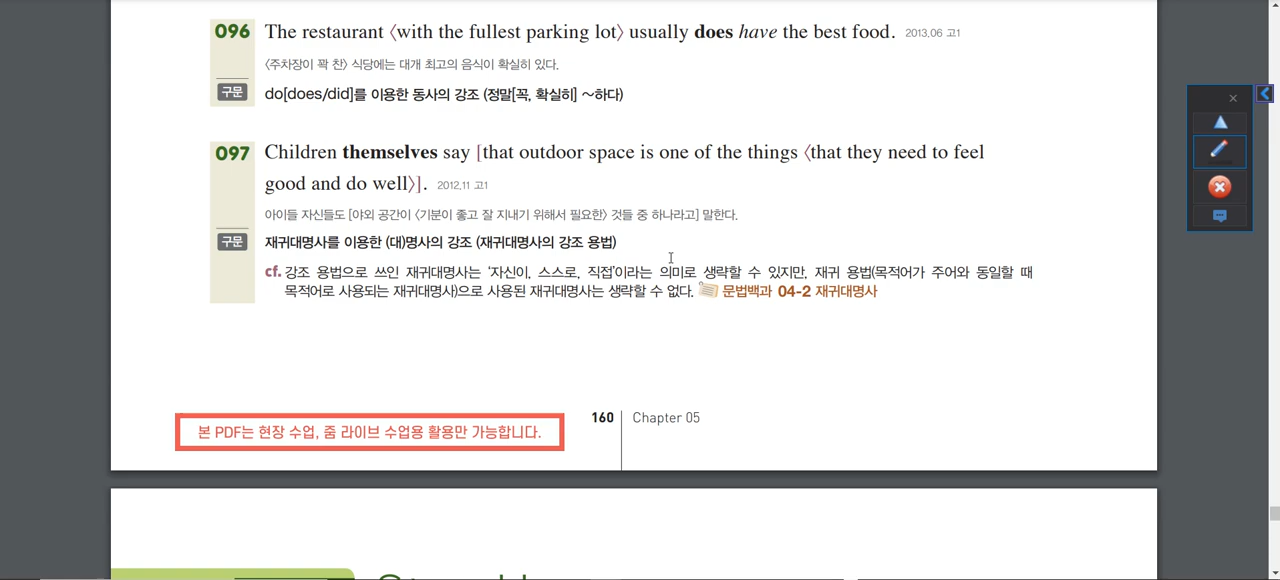 096 The restaurant 〈with the fullest parking lot〉 usually does have the best food. 2013.06 고1
〈주차장이 꽉 찬〉 식당에는 대개 최고의 음식이 확실히 있다.
구문 do[does/did]를 이용한 동사의 강조 (정말[꼭, 확실히] ~하다)
097 Children themselves say [that outdoor space is one of the things 〈that they need to feel
good and do well〉]. 2012.11 고1
아이들 자신들도 [야외 공간이 〈기분이 좋고 잘 지내기 위해서 필요한〉 것들 중 하나라고] 말한다.
구문 재귀대명사를 이용한 (대)명사의 강조 (재귀대명사의 강조 용법)
cf. 강조 용법으로 쓰인 재귀대명사는 '자신이, 스스로, 직접'이라는 의미로 생략할 수 있지만, 재귀 용법(목적어가 주어와 동일할 때
목적어로 사용되는 재귀대명사)으로 사용된 재귀대명사는 생략할 수 없다. 문법백과 04-2 재귀대명사
본 PDF는 현장 수업, 줌 라이브 수업용 활용만 가능합니다.
160 Chapter 05